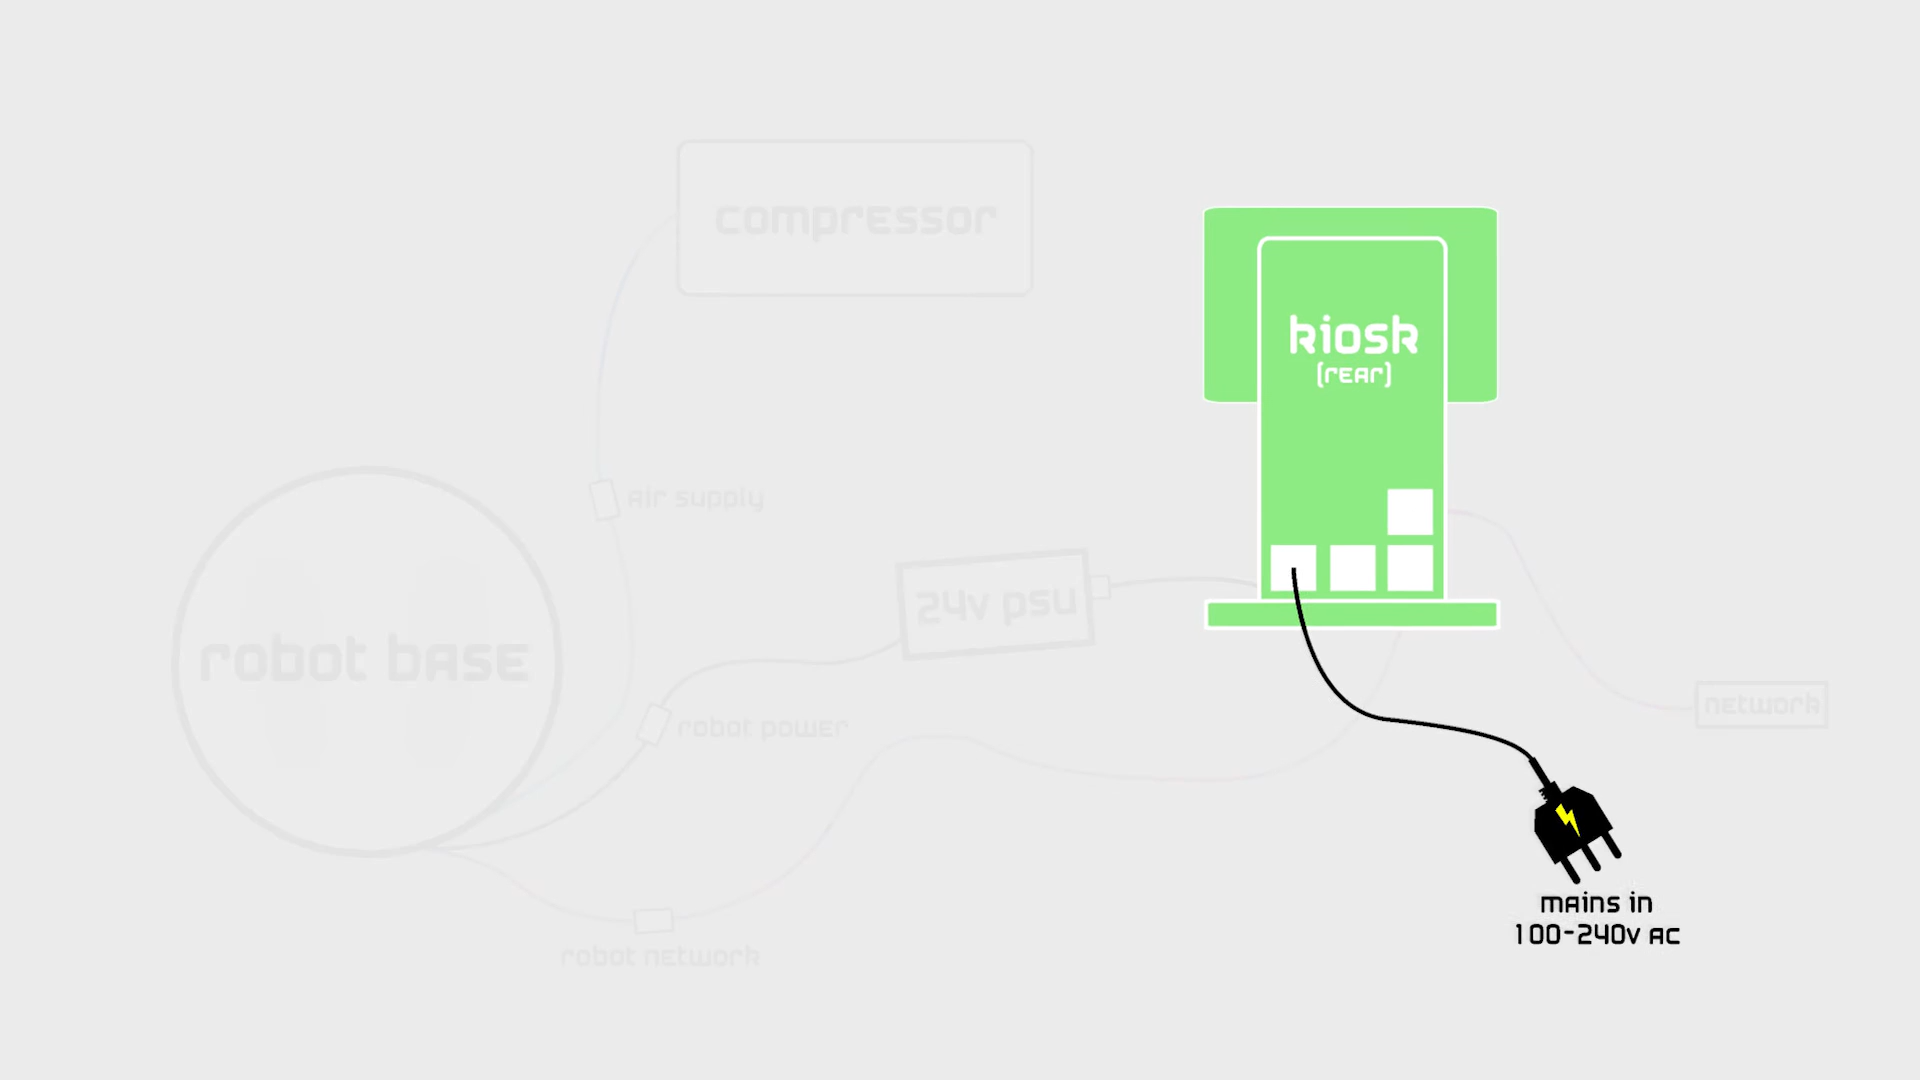 compressor
kiosk
(rear)
air supply
24v psu
robot base
network
robot power
mains in
100-240v ac
robot network